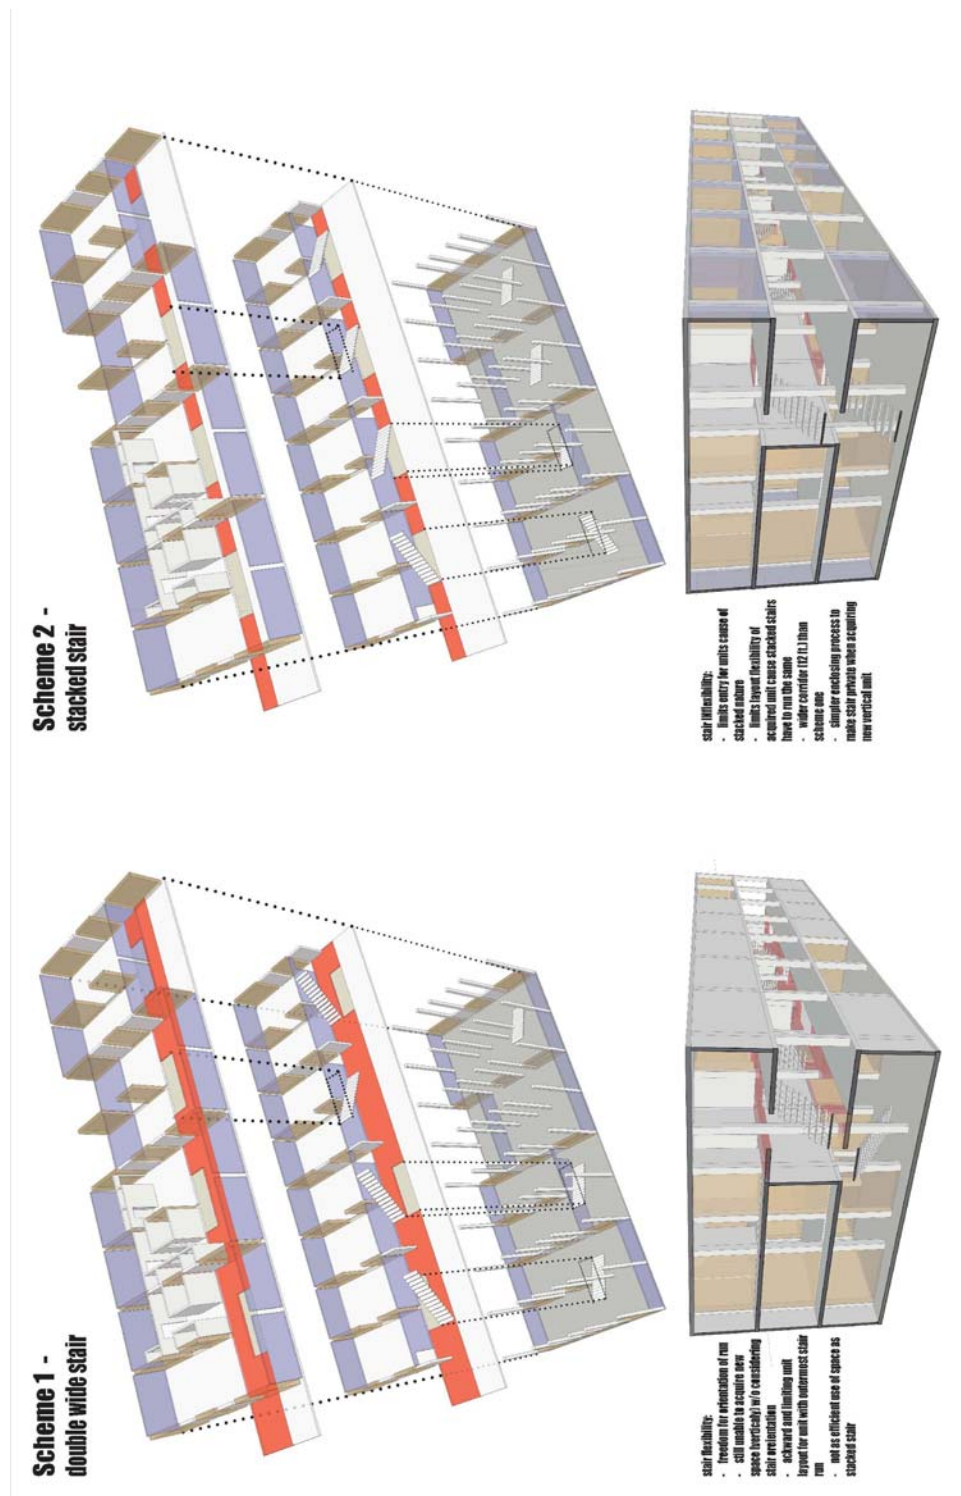 Scheme 1 -
double wide stair
stair flexibility:
- freedom for orientation of run
- still unable to acquire new
space (verticaly) w/o considering
stair oreientation
- ackward and limiting unit
layout for unit with outermost stair
run
- not as efficient use of space as
stacked stair
Scheme 2 -
stacked stair
stair INflexibility:
- limits entry for units cause of
stacked nature
- limits layout flexibility of
acquired unit cause stacked stairs
have to run the same
- wider corridor (12 ft.) than
scheme one
- simpler enclosing process to
make stair private when acquiring
new vertical unit